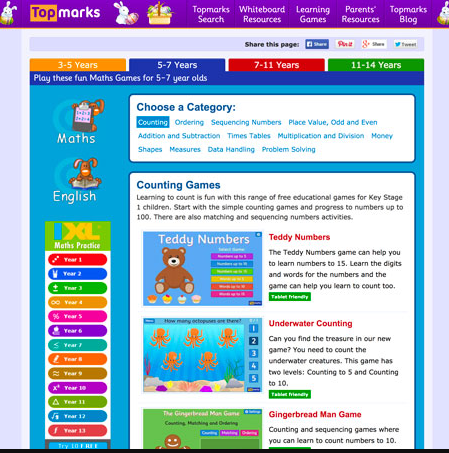 Topmarks
Topmarks Search
Whiteboard Resources
Learning Games
Parents' Resources
Topmarks Blog
Share this page: Share Pin it Share Tweet
3-5 Years 5-7 Years 7-11 Years 11-14 Years
Play these fun Maths Games for 5-7 year olds
Maths
English
IXL
Maths Practice
Year 1
Year 2
Year 3
Year 4
Year 5
Year 6
Year 7
Year 8
Year 9
Year 10
Year 11
Year 12
Year 13
Try 10 FREE
Choose a Category:
Counting Ordering Sequencing Numbers Place Value, Odd and Even
Addition and Subtraction Times Tables Multiplication and Division Money
Shapes Measures Data Handling Problem Solving
Counting Games
Learning to count is fun with this range of free educational games for Key Stage
1 children. Start with the simple counting games and progress to numbers up to
100. There are also matching and sequencing numbers activities.
Teddy Numbers
Select Game:
Numbers up to 5
Numbers up to 10
Numbers up to 15
Words up to 5
Words up to 10
Words up to 15
Teddy Numbers
The Teddy Numbers game can help you
to learn numbers to 15. Learn the digits
and words for the numbers and the
game can help you learn to count too.
Tablet friendly
How many octopuses are there?
1
2
3
4
5
Underwater Counting
Can you find the treasure in our new
game? You need to count the
underwater creatures. This game has
two levels: Counting to 5 and Counting
to 10.
Tablet friendly
The Gingerbread Man Game
Counting, Matching and Ordering
Counting Matching Ordering
Gingerbread Man Game
Counting and sequencing games where
you can learn to count numbers to 10.